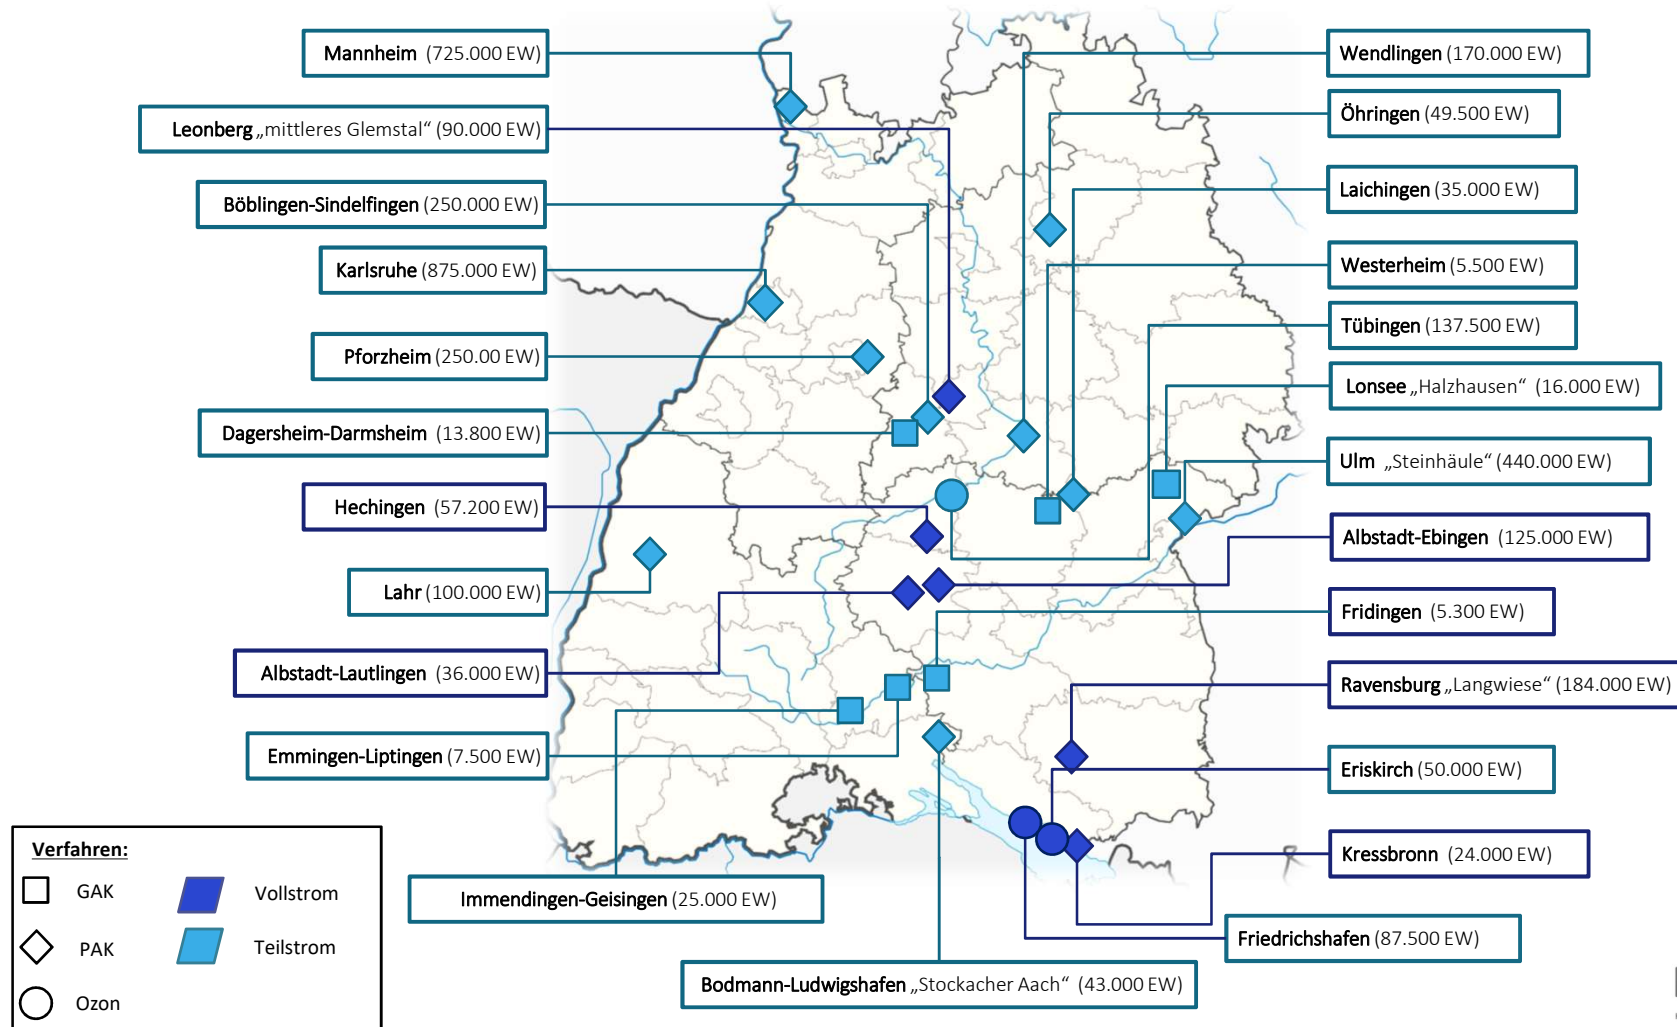 Mannheim (725.000 EW)
Leonberg „mittleres Glemstal“ (90.000 EW)
Böblingen-Sindelfingen (250.000 EW)
Karlsruhe (875.000 EW)
Pforzheim (250.00 EW)
Dagersheim-Darmsheim (13.800 EW)
Hechingen (57.200 EW)
Lahr (100.000 EW)
Albstadt-Lautlingen (36.000 EW)
Emmingen-Liptingen (7.500 EW)
Immendingen-Geisingen (25.000 EW)
Bodmann-Ludwigshafen „Stockacher Aach“ (43.000 EW)
Wendlingen (170.000 EW)
Öhringen (49.500 EW)
Laichingen (35.000 EW)
Westerheim (5.500 EW)
Tübingen (137.500 EW)
Lonsee „Halzhausen“ (16.000 EW)
Ulm „Steinhäule“ (440.000 EW)
Albstadt-Ebingen (125.000 EW)
Fridingen (5.300 EW)
Ravensburg „Langwiese“ (184.000 EW)
Eriskirch (50.000 EW)
Kressbronn (24.000 EW)
Friedrichshafen (87.500 EW)
Verfahren:
GAK Vollstrom
PAK Teilstrom
Ozon